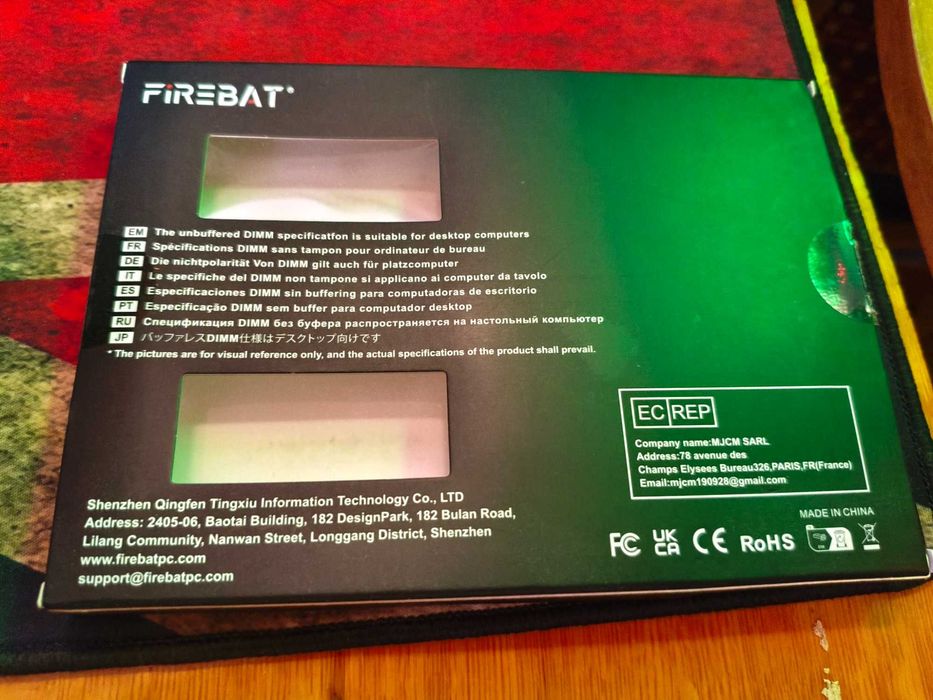 FiREBAT
EM The unbuffered DIMM specificatfon is suitable for desktop computers
FR Spécifications DIMM sans tampon pour ordinateur de bureau
DE Die nichtpolarität Von DIMM gilt auch für platzcomputer
IT Le specifiche del DIMM non tampone si applicano ai computer da tavolo
ES Especificaciones DIMM sin buffering para computadoras de escritorio
PT Especificação DIMM sem buffer para computador desktop
RU Спецификация DIMM без буфера распространяется на настольный компьютер
JP バッファレスDIMM仕様はデスクトップ向けです
*The pictures are for visual reference only, and the actual specifications of the product shall prevail.
EC REP
Company name:MJCM SARL
Address:78 avenue des
Champs Elysees Bureau326,PARIS,FR(France)
Email:mjcm190928@gmail.com
Shenzhen Qingfen Tingxiu Information Technology Co., LTD
Address: 2405-06, Baotai Building, 182 DesignPark, 182 Bulan Road,
Lilang Community, Nanwan Street, Longgang District, Shenzhen
www.firebatpc.com
support@firebatpc.com
MADE IN CHINA
FC UK CA CE RoHS